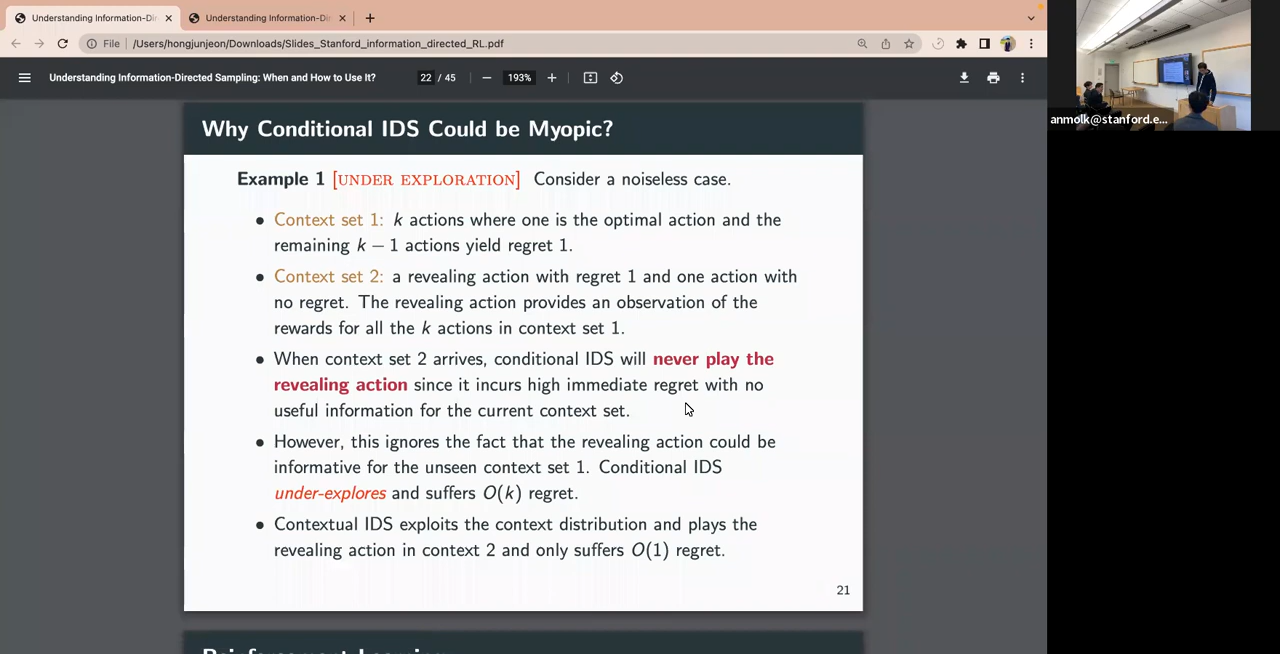 Understanding Information-Di
Understanding Information-Dir
File
/Users/hongjunjeon/Downloads/Slides_Stanford_information_directed_RL.pdf
Understanding Information-Directed Sampling: When and How to Use It?
22 / 45
193%
anmolk@stanford.e...
Why Conditional IDS Could be Myopic?
Example 1 [UNDER EXPLORATION] Consider a noiseless case.
• Context set 1: k actions where one is the optimal action and the
remaining k − 1 actions yield regret 1.
• Context set 2: a revealing action with regret 1 and one action with
no regret. The revealing action provides an observation of the
rewards for all the k actions in context set 1.
• When context set 2 arrives, conditional IDS will never play the
revealing action since it incurs high immediate regret with no
useful information for the current context set.
• However, this ignores the fact that the revealing action could be
informative for the unseen context set 1. Conditional IDS
under-explores and suffers O(k) regret.
• Contextual IDS exploits the context distribution and plays the
revealing action in context 2 and only suffers O(1) regret.
21
Reinforcement Learning